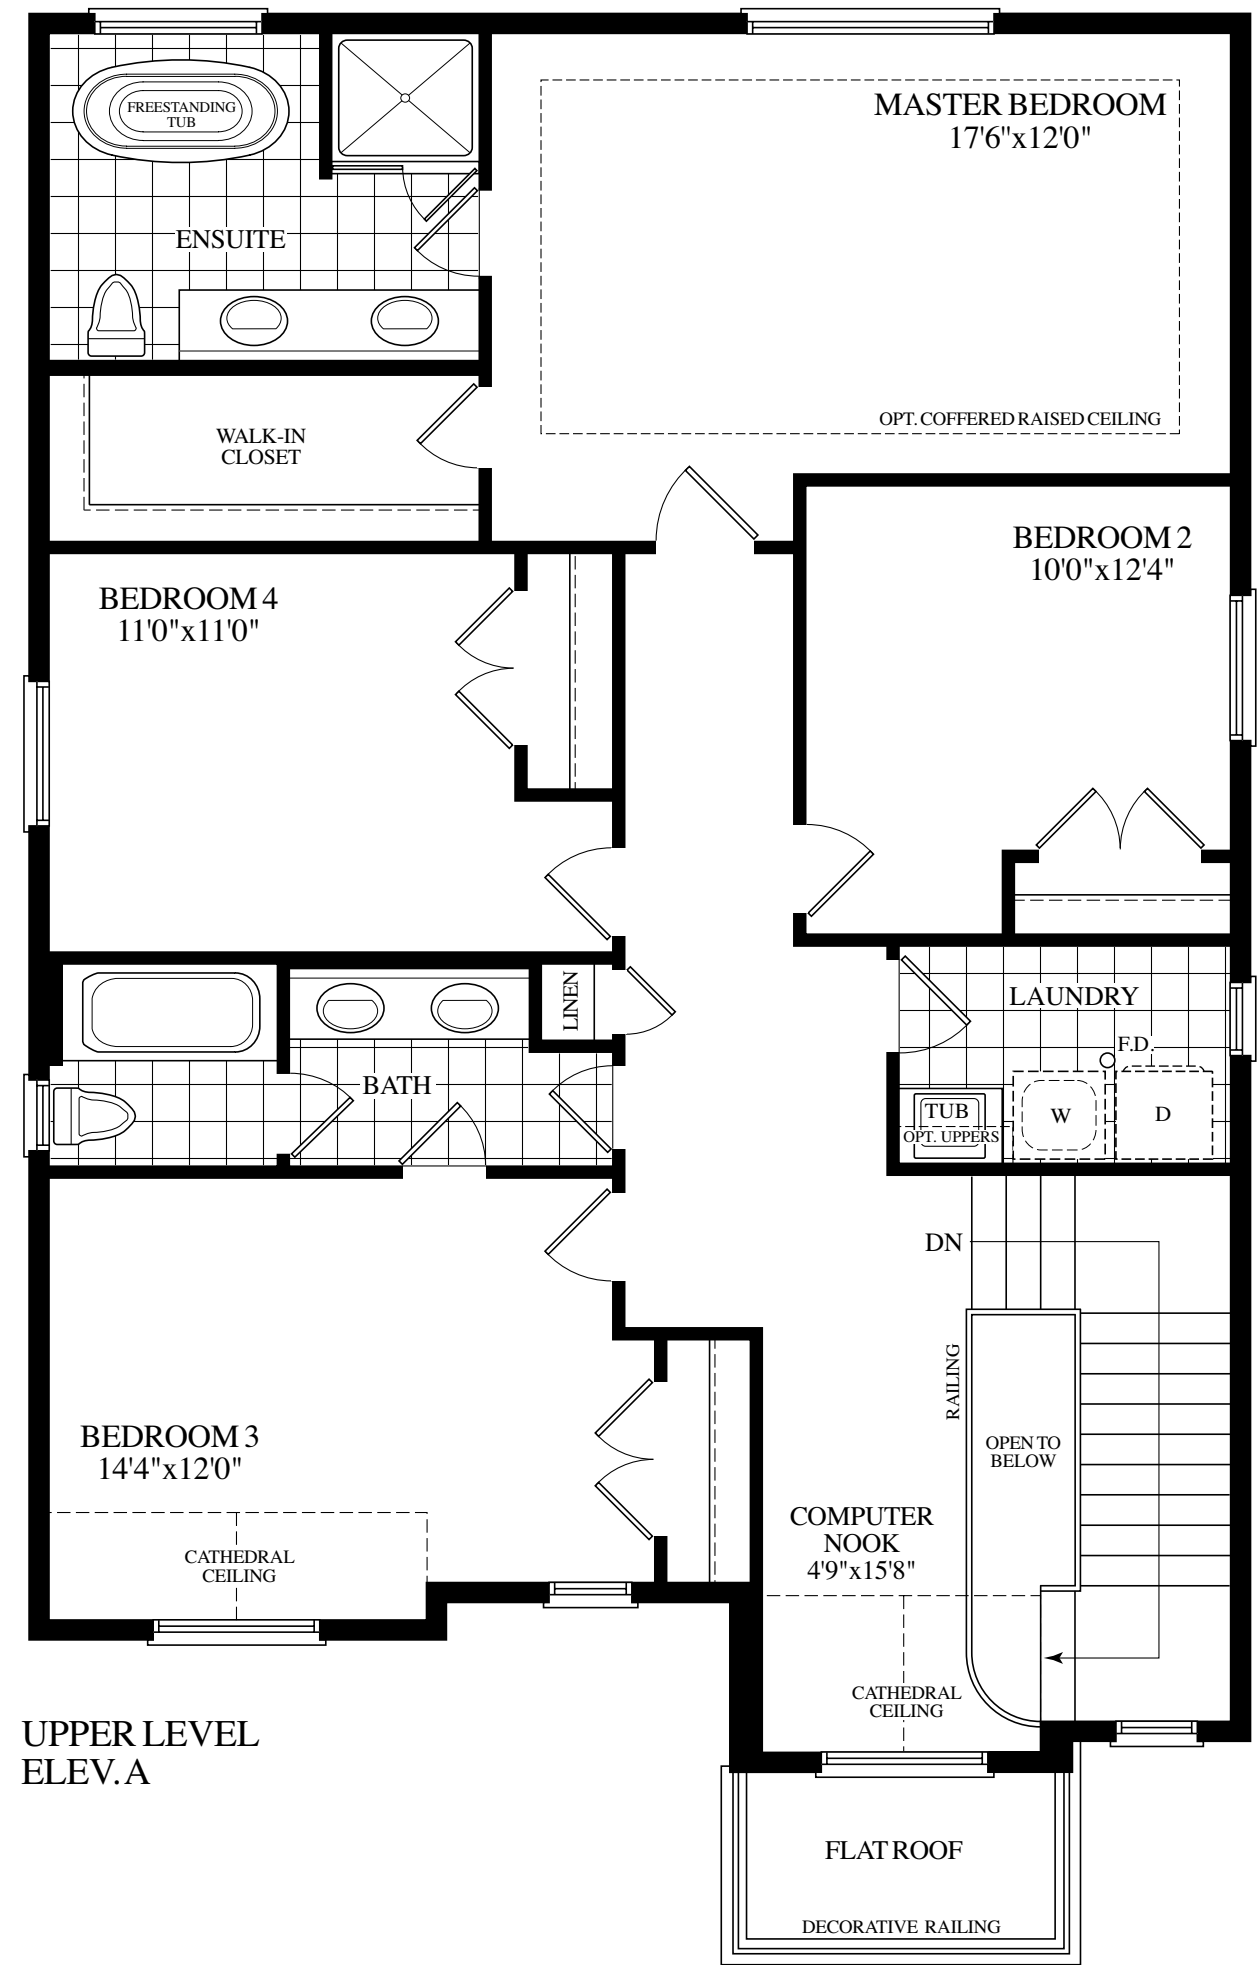 FREESTANDING
TUB
MASTER BEDROOM
17'6"x12'0"
ENSUITE
OPT. COFFERED RAISED CEILING
WALK-IN
CLOSET
BEDROOM 2
10'0"x12'4"
BEDROOM 4
11'0"x11'0"
LINEN
LAUNDRY
F.D.
BATH
TUB
OPT. UPPERS
W
D
DN
RAILING
OPEN TO
BELOW
BEDROOM 3
14'4"x12'0"
CATHEDRAL
CEILING
COMPUTER
NOOK
4'9"x15'8"
CATHEDRAL
CEILING
UPPER LEVEL
ELEV. A
FLAT ROOF
DECORATIVE RAILING